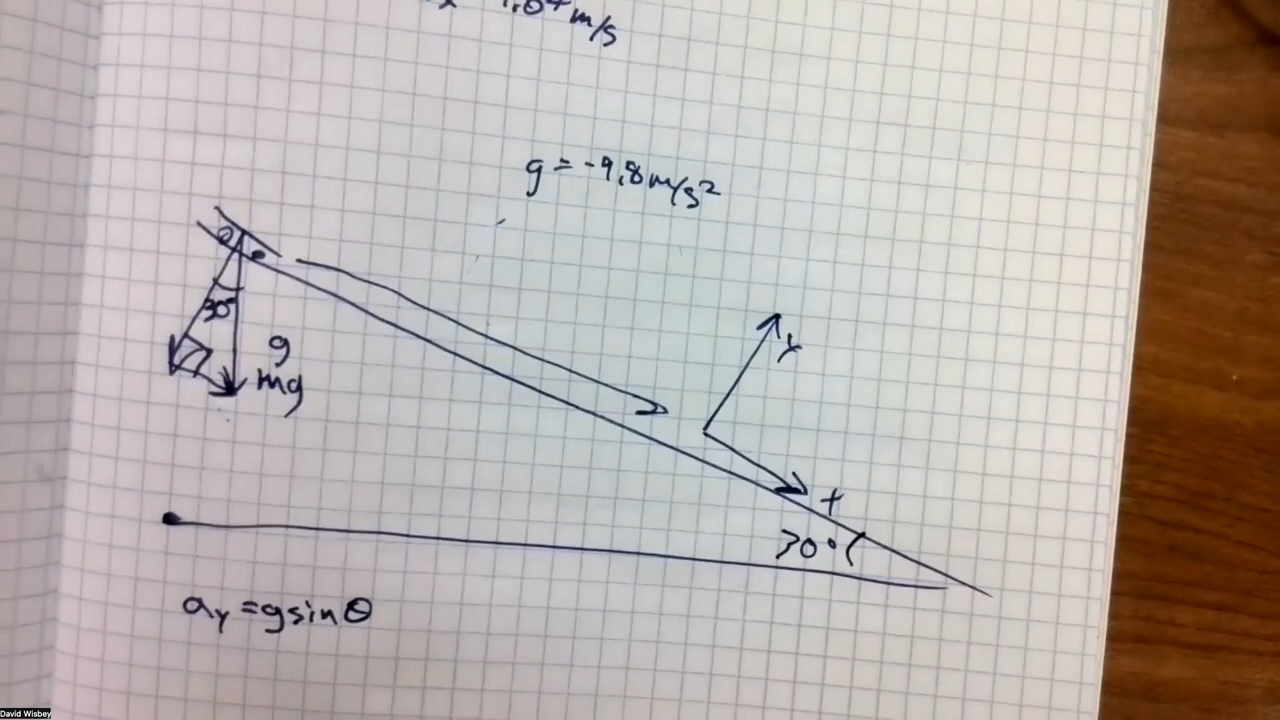 m/s
g = -9.8 m/s²
30°
g
mg
y
x
30°
a_y = g sin θ
David Wisbey